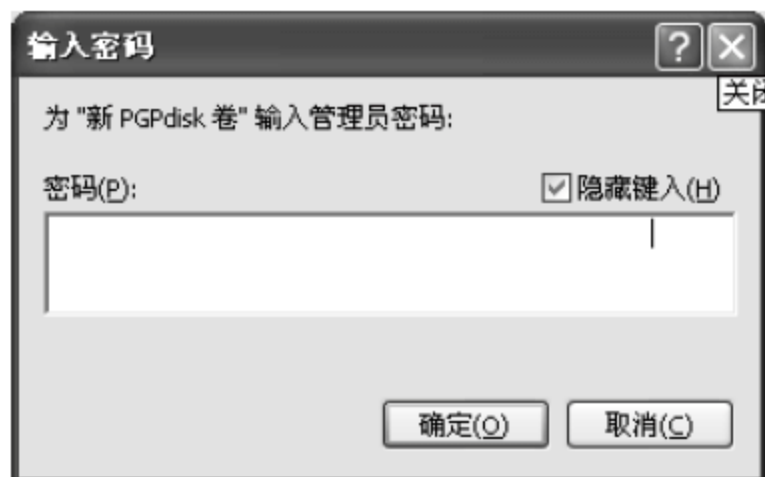 输入密码
关闭
为 "新 PGPdisk 卷" 输入管理员密码:
密码(P):
隐藏键入(H)
确定(O)
取消(C)